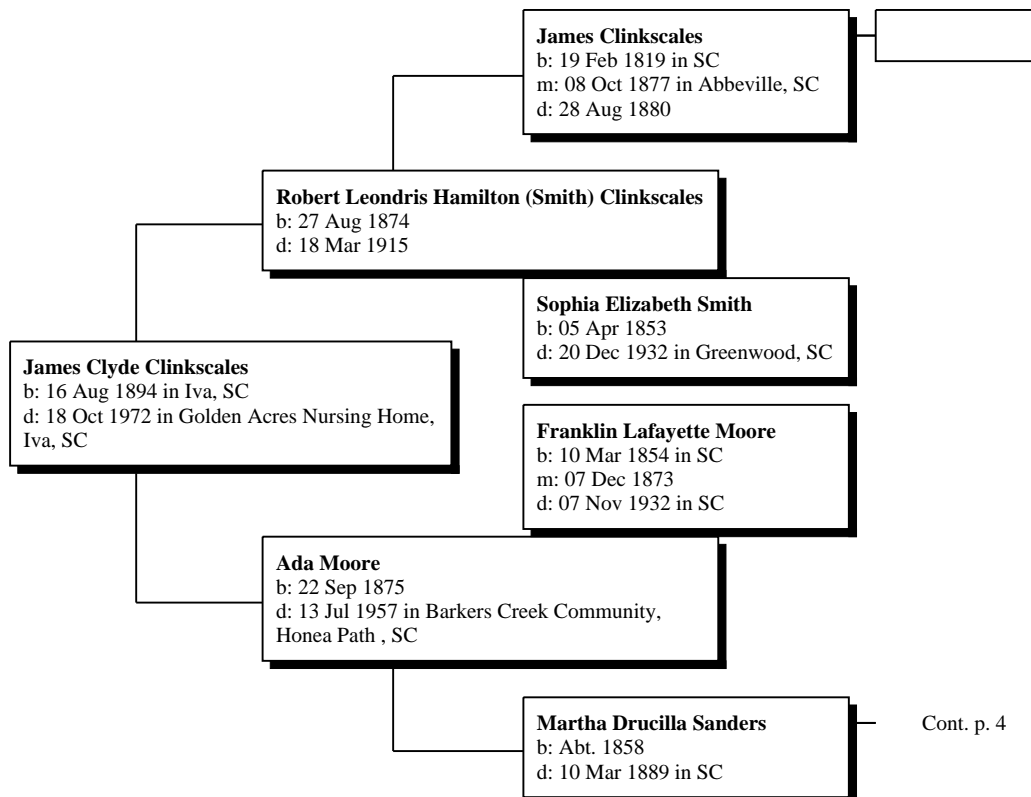 James Clinkscales
b: 19 Feb 1819 in SC
m: 08 Oct 1877 in Abbeville, SC
d: 28 Aug 1880
Robert Leondris Hamilton (Smith) Clinkscales
b: 27 Aug 1874
d: 18 Mar 1915
Sophia Elizabeth Smith
b: 05 Apr 1853
d: 20 Dec 1932 in Greenwood, SC
James Clyde Clinkscales
b: 16 Aug 1894 in Iva, SC
d: 18 Oct 1972 in Golden Acres Nursing Home,
Iva, SC
Franklin Lafayette Moore
b: 10 Mar 1854 in SC
m: 07 Dec 1873
d: 07 Nov 1932 in SC
Ada Moore
b: 22 Sep 1875
d: 13 Jul 1957 in Barkers Creek Community,
Honea Path , SC
Martha Drucilla Sanders
b: Abt. 1858
d: 10 Mar 1889 in SC
Cont. p. 4